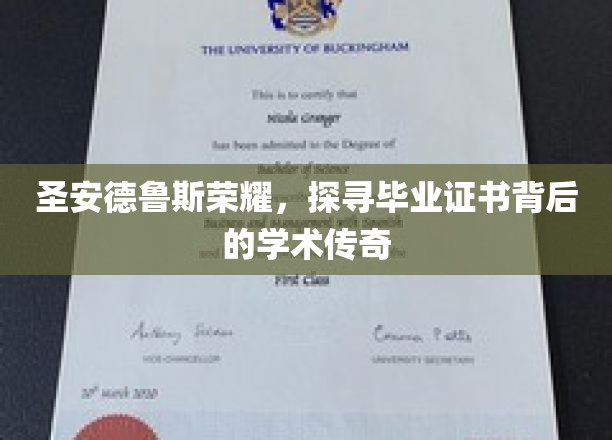 THE UNIVERSITY OF BUCKINGHAM
This is to certify that
Nicola Granger
has been admitted to the Degree of
Bachelor of Science
圣安德鲁斯荣耀，探寻毕业证书背后
的学术传奇
First Class
VICE-CHANCELLOR
UNIVERSITY SECRETARY
20th March 2020